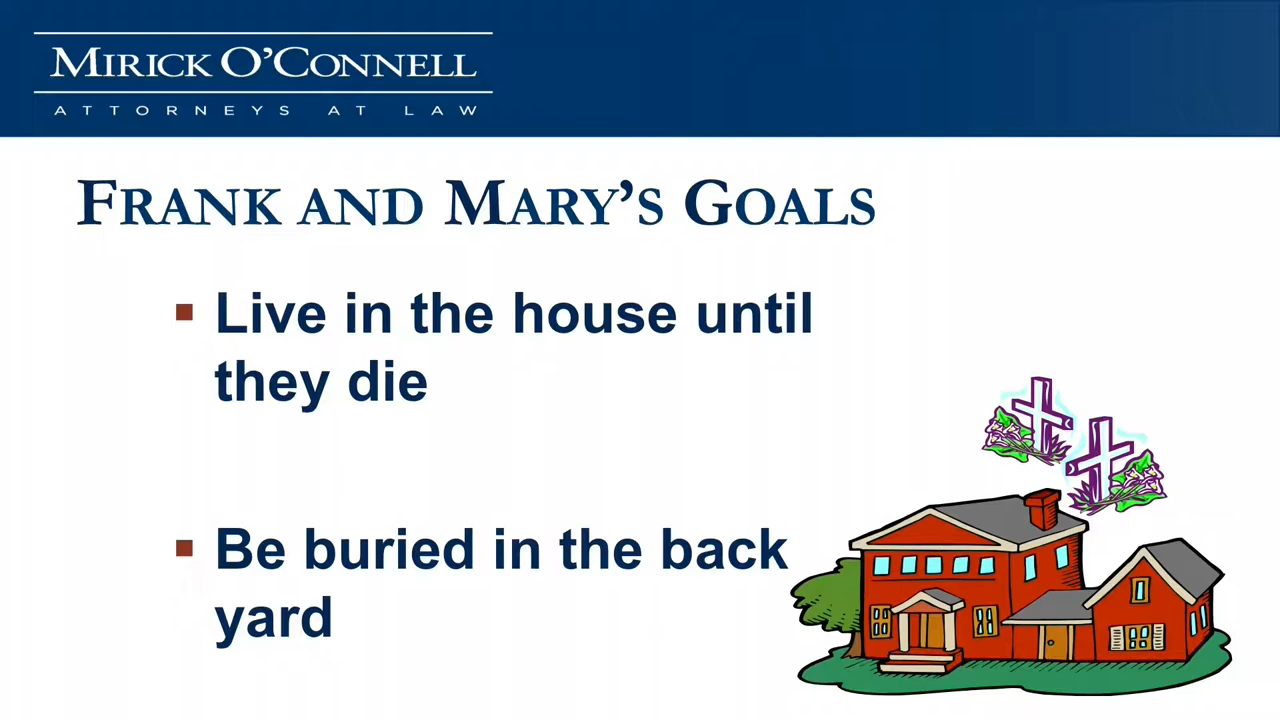 MIRICK O'CONNELL
ATTORNEYS AT LAW
FRANK AND MARY'S GOALS
▪ Live in the house until
they die
▪ Be buried in the back
yard